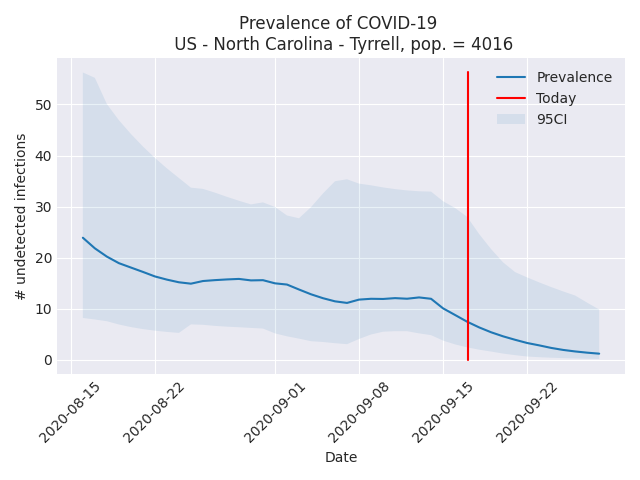 Prevalence of COVID-19
US - North Carolina - Tyrrell, pop. = 4016
Prevalence
Today
95CI
# undetected infections
50
40
30
20
10
0
2020-08-15
2020-08-22
2020-09-01
2020-09-08
2020-09-15
2020-09-22
Date